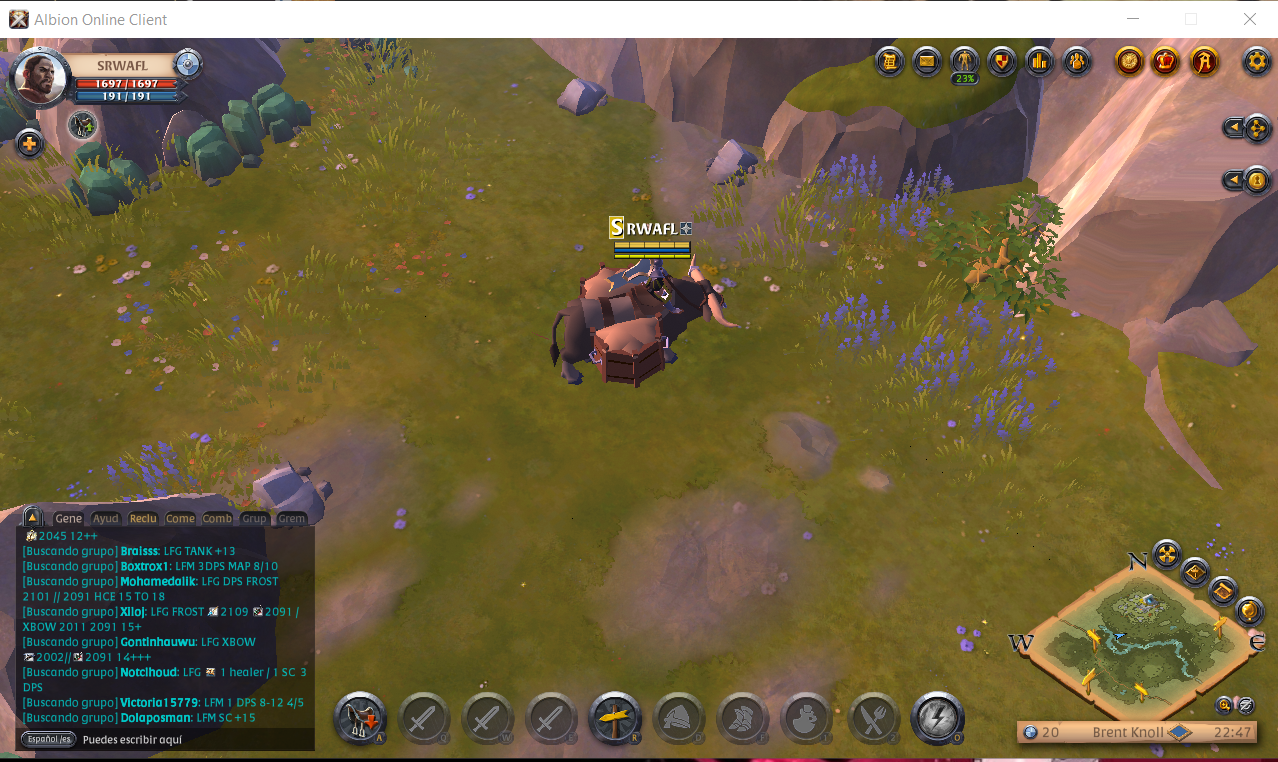 Albion Online Client
SRWAFL
1697 / 1697
191 / 191
23%
SRWAFL
Gene Ayud Reclu Come Comb Grup Grem
2045 12++
[Buscando grupo] Braisss: LFG TANK +13
[Buscando grupo] Boxtrox1: LFM 3DPS MAP 8/10
[Buscando grupo] Mohamedalik: LFG DPS FROST
2101 // 2091 HCE 15 TO 18
[Buscando grupo] Xiloj: LFG FROST 2109 2091 /
XBOW 2011 2091 15+
[Buscando grupo] Gontinhauwu: LFG XBOW
2002// 2091 14+++
[Buscando grupo] Notcihoud: LFG 1 healer / 1 SC 3
DPS
[Buscando grupo] Victoria15779: LFM 1 DPS 8-12 4/5
[Buscando grupo] Dolaposman: LFM SC +15
Español /es Puedes escribir aquí
A Q W E R D F 1 2 O
N
W E
20 Brent Knoll 22:47